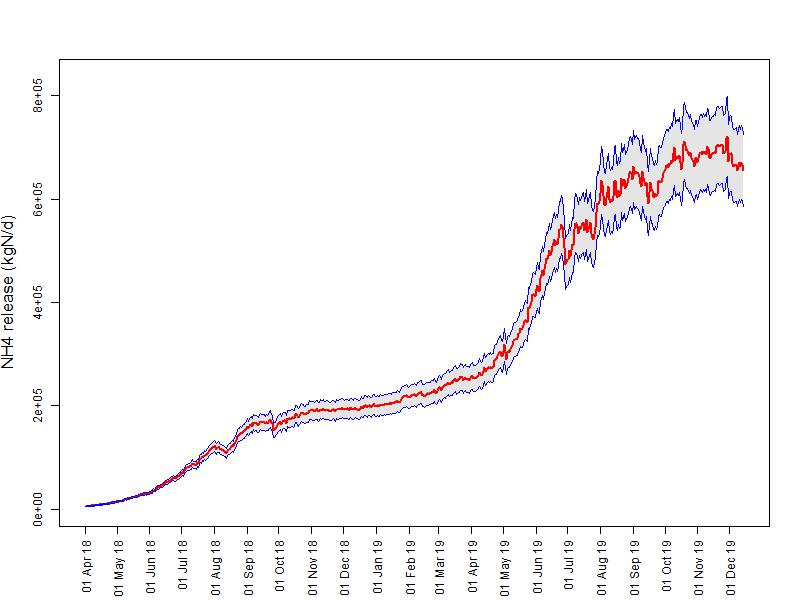 NH4 release (kgN/d)
8e+05
6e+05
4e+05
2e+05
0e+00
01 Apr 18
01 May 18
01 Jun 18
01 Jul 18
01 Aug 18
01 Sep 18
01 Oct 18
01 Nov 18
01 Dec 18
01 Jan 19
01 Feb 19
01 Mar 19
01 Apr 19
01 May 19
01 Jun 19
01 Jul 19
01 Aug 19
01 Sep 19
01 Oct 19
01 Nov 19
01 Dec 19